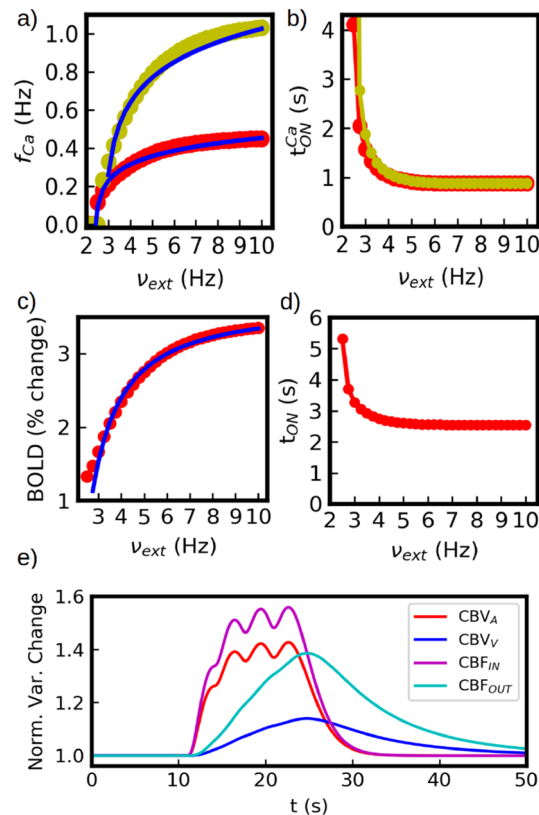 a)
b)
1.0
0.8
0.6
0.4
0.2
0.0
f_Ca (Hz)
2 3 4 5 6 7 8 9 10
ν_ext (Hz)
4
3
2
1
0
t^Ca_ON (s)
2 3 4 5 6 7 8 9 10
ν_ext (Hz)
c)
d)
3
2
1
BOLD (% change)
3 4 5 6 7 8 9 10
ν_ext (Hz)
6
5
4
3
2
1
0
t_ON (s)
2 3 4 5 6 7 8 9 10
ν_ext (Hz)
e)
1.6
1.4
1.2
1.0
Norm. Var. Change
CBV_A
CBV_V
CBF_IN
CBF_OUT
0 10 20 30 40 50
t (s)